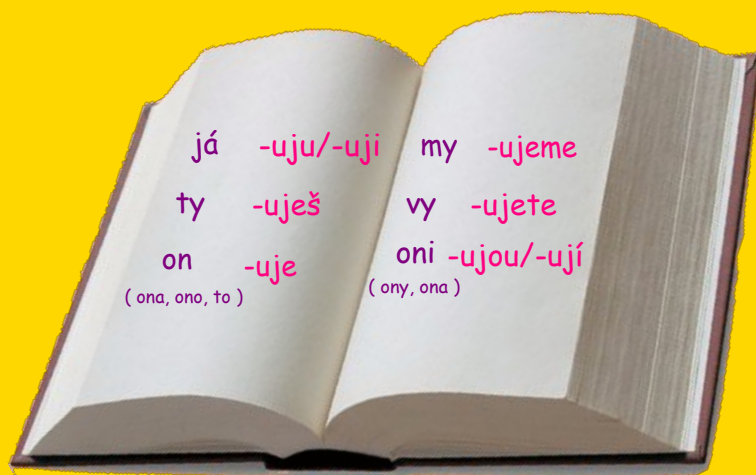 já -uju/-uji
ty -uješ
on -uje
( ona, ono, to )
my -ujeme
vy -ujete
oni -ujou/-ují
( ony, ona )